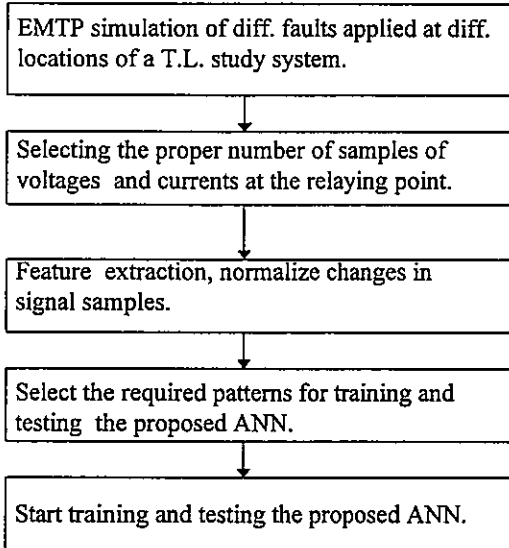 EMTP simulation of diff. faults applied at diff.
locations of a T.L. study system.
Selecting the proper number of samples of
voltages and currents at the relaying point.
Feature extraction, normalize changes in
signal samples.
Select the required patterns for training and
testing the proposed ANN.
Start training and testing the proposed ANN.